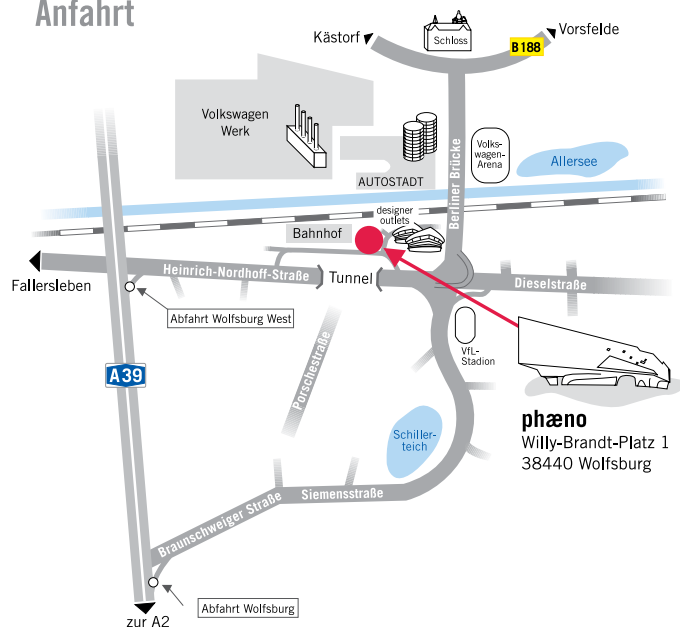 Anfahrt
Kästorf
Schloss
Vorsfelde
B 188
Volkswagen
Werk
Volks-
wagen-
Arena
Allersee
AUTOSTADT
Berliner Brücke
designer
outlets
Bahnhof
Fallersleben
Heinrich-Nordhoff-Straße
Tunnel
Dieselstraße
Abfahrt Wolfsburg West
VfL-
Stadion
A 39
Porschestraße
phæno
Willy-Brandt-Platz 1
38440 Wolfsburg
Schiller-
teich
Siemensstraße
Braunschweiger Straße
Abfahrt Wolfsburg
zur A2